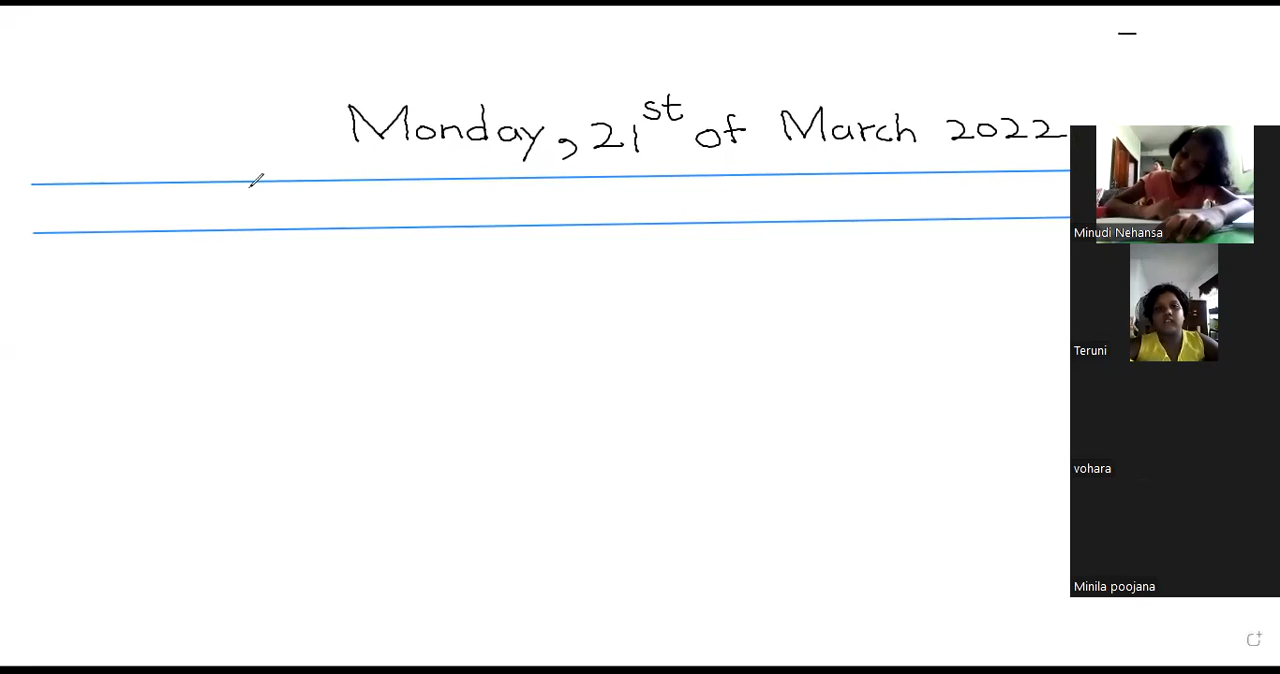 Monday, 21st of March 2022
Minudi Nehansa
Teruni
vohara
Minila poojana